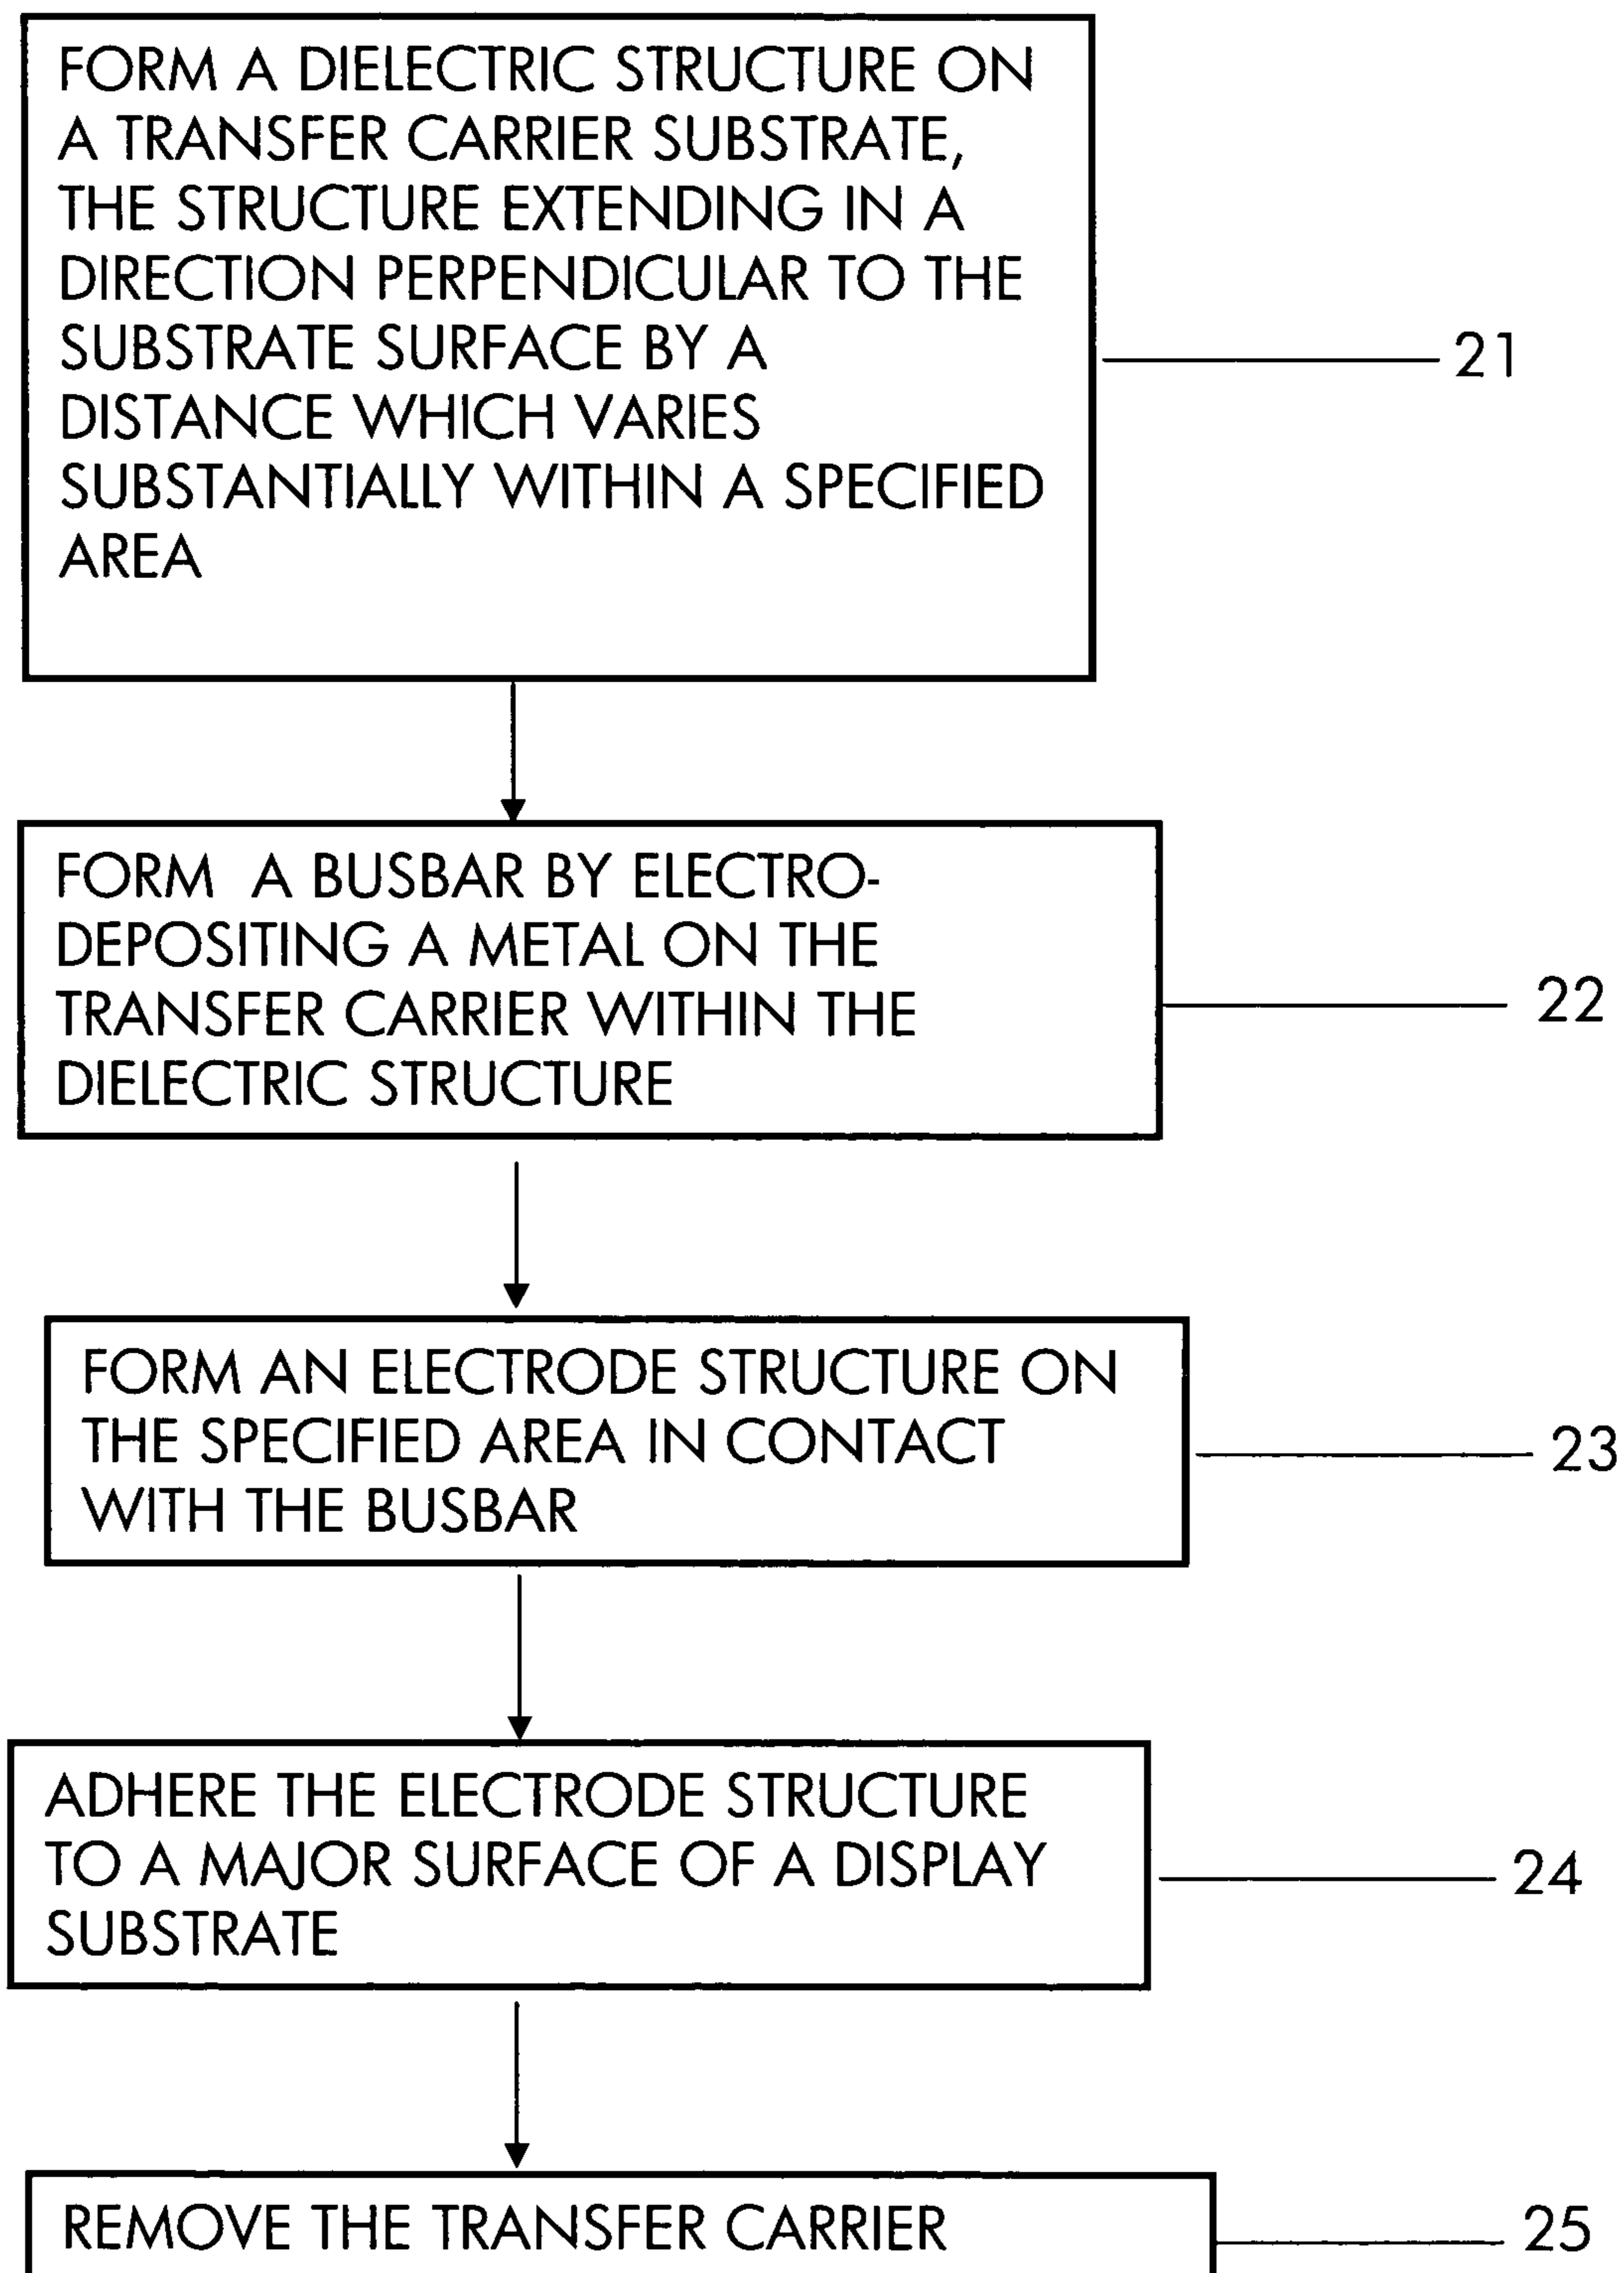 FORM A DIELECTRIC STRUCTURE ON
A TRANSFER CARRIER SUBSTRATE,
THE STRUCTURE EXTENDING IN A
DIRECTION PERPENDICULAR TO THE
SUBSTRATE SURFACE BY A
DISTANCE WHICH VARIES
SUBSTANTIALLY WITHIN A SPECIFIED
AREA
21
FORM A BUSBAR BY ELECTRO-
DEPOSITING A METAL ON THE
TRANSFER CARRIER WITHIN THE
DIELECTRIC STRUCTURE
22
FORM AN ELECTRODE STRUCTURE ON
THE SPECIFIED AREA IN CONTACT
WITH THE BUSBAR
23
ADHERE THE ELECTRODE STRUCTURE
TO A MAJOR SURFACE OF A DISPLAY
SUBSTRATE
24
REMOVE THE TRANSFER CARRIER
25